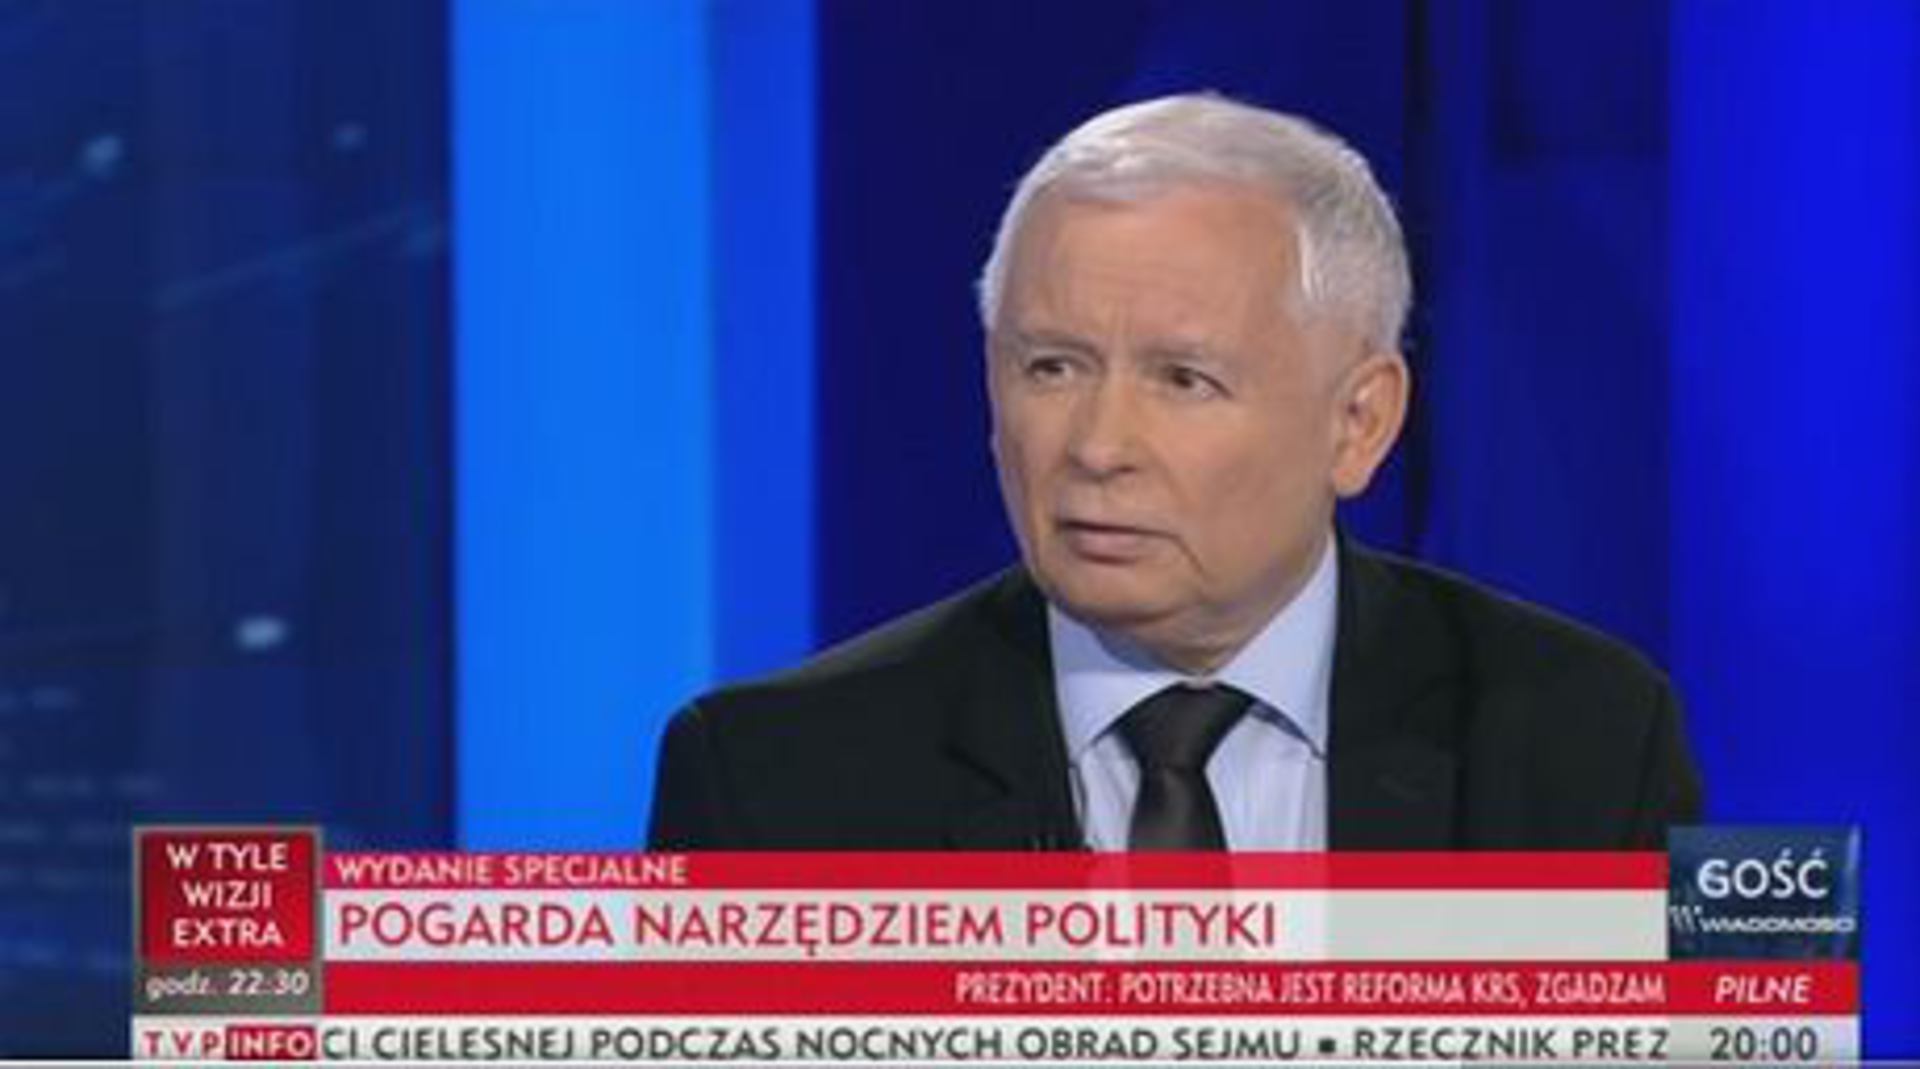 W TYLE
WIZJI
EXTRA
godz. 22:30
WYDANIE SPECJALNE
POGARDA NARZĘDZIEM POLITYKI
GOŚĆ
WIADOMOŚCI
PREZYDENT: POTRZEBNA JEST REFORMA KRS, ZGADZAM
PILNE
TVP INFO
CI CIELESNEJ PODCZAS NOCNYCH OBRAD SEJMU ▪ RZECZNIK PREZ
20:00